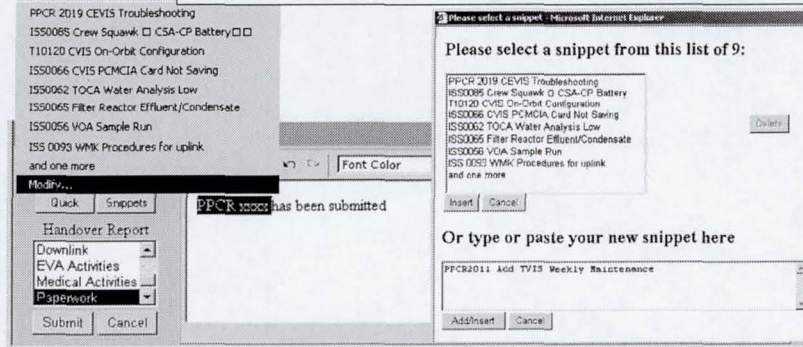 PPCR 2019 CEVIS Troubleshooting
ISS0085 Crew Squawk □ CSA-CP Battery□□
T10120 CVIS On-Orbit Configuration
ISS0066 CVIS PCMCIA Card Not Saving
ISS0062 TOCA Water Analysis Low
ISS0065 Filter Reactor Effluent/Condensate
ISS0056 VOA Sample Run
ISS 0093 WMK Procedures for uplink
and one more
Modify...
Font Color
Quick Snippets
PPCR xxxx has been submitted
Handover Report
Downlink
EVA Activities
Medical Activities
Paperwork
Submit Cancel
Please select a snippet - Microsoft Internet Explorer
Please select a snippet from this list of 9:
PPCR 2019 CEVIS Troubleshooting
ISS0085 Crew Squawk □ CSA-CP Battery
T10120 CVIS On-Orbit Configuration
ISS0066 CVIS PCMCIA Card Not Saving
ISS0062 TOCA Water Analysis Low
ISS0065 Filter Reactor Effluent/Condensate
ISS0056 VOA Sample Run
ISS 0093 WMK Procedures for uplink
and one more
Delete
Insert Cancel
Or type or paste your new snippet here
PPCR2011 Add TVIS Weekly Maintenance
Add/Insert Cancel